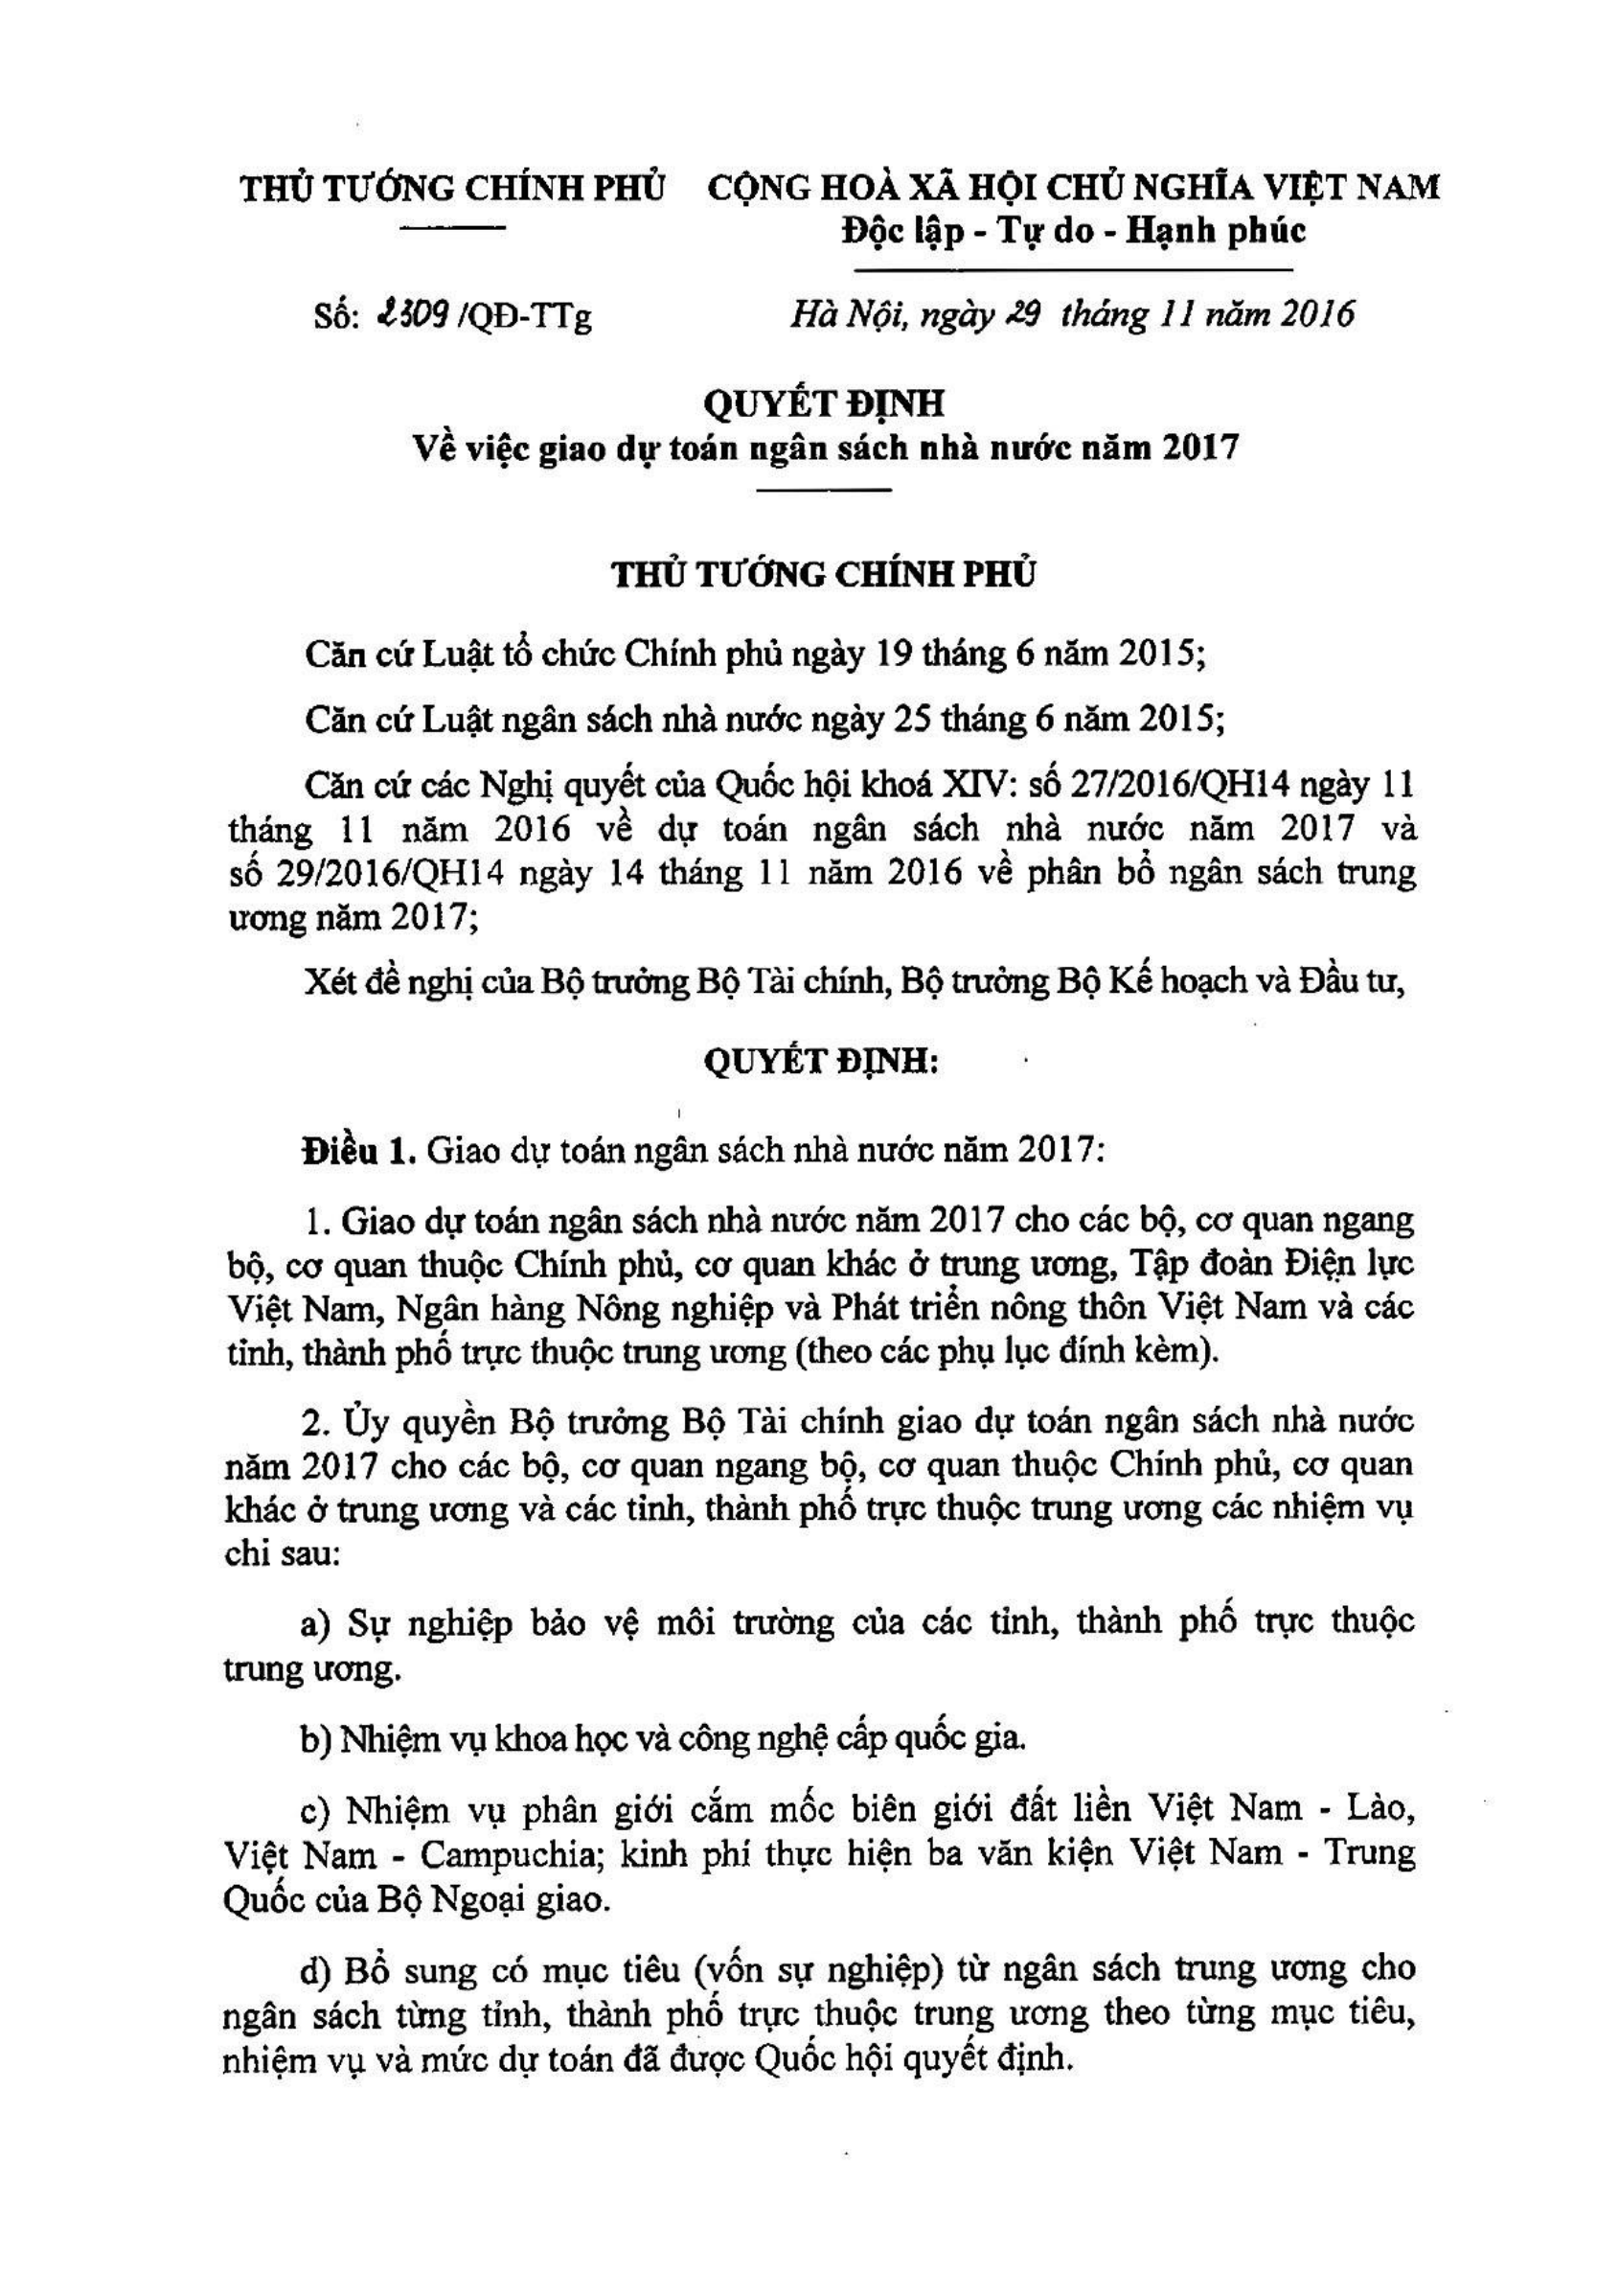 THỦ TƯỚNG CHÍNH PHỦ
CỘNG HOÀ XÃ HỘI CHỦ NGHĨA VIỆT NAM
Độc lập - Tự do - Hạnh phúc
Số: 2309 /QĐ-TTg
Hà Nội, ngày 29 tháng 11 năm 2016
QUYẾT ĐỊNH
Về việc giao dự toán ngân sách nhà nước năm 2017
THỦ TƯỚNG CHÍNH PHỦ
Căn cứ Luật tổ chức Chính phủ ngày 19 tháng 6 năm 2015;
Căn cứ Luật ngân sách nhà nước ngày 25 tháng 6 năm 2015;
Căn cứ các Nghị quyết của Quốc hội khoá XIV: số 27/2016/QH14 ngày 11
tháng 11 năm 2016 về dự toán ngân sách nhà nước năm 2017 và
số 29/2016/QH14 ngày 14 tháng 11 năm 2016 về phân bổ ngân sách trung
ương năm 2017;
Xét đề nghị của Bộ trưởng Bộ Tài chính, Bộ trưởng Bộ Kế hoạch và Đầu tư,
QUYẾT ĐỊNH:
Điều 1. Giao dự toán ngân sách nhà nước năm 2017:
1. Giao dự toán ngân sách nhà nước năm 2017 cho các bộ, cơ quan ngang
bộ, cơ quan thuộc Chính phủ, cơ quan khác ở trung ương, Tập đoàn Điện lực
Việt Nam, Ngân hàng Nông nghiệp và Phát triển nông thôn Việt Nam và các
tỉnh, thành phố trực thuộc trung ương (theo các phụ lục đính kèm).
2. Ủy quyền Bộ trưởng Bộ Tài chính giao dự toán ngân sách nhà nước
năm 2017 cho các bộ, cơ quan ngang bộ, cơ quan thuộc Chính phủ, cơ quan
khác ở trung ương và các tỉnh, thành phố trực thuộc trung ương các nhiệm vụ
chi sau:
a) Sự nghiệp bảo vệ môi trường của các tỉnh, thành phố trực thuộc
trung ương.
b) Nhiệm vụ khoa học và công nghệ cấp quốc gia.
c) Nhiệm vụ phân giới cắm mốc biên giới đất liền Việt Nam - Lào,
Việt Nam - Campuchia; kinh phí thực hiện ba văn kiện Việt Nam - Trung
Quốc của Bộ Ngoại giao.
d) Bổ sung có mục tiêu (vốn sự nghiệp) từ ngân sách trung ương cho
ngân sách từng tỉnh, thành phố trực thuộc trung ương theo từng mục tiêu,
nhiệm vụ và mức dự toán đã được Quốc hội quyết định.